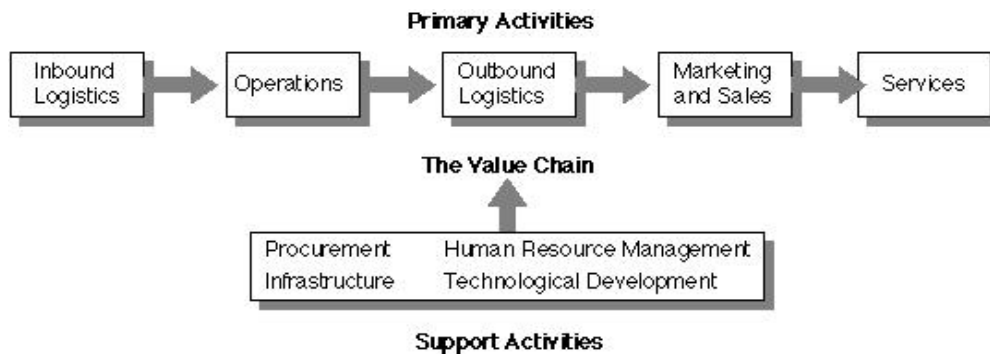 Primary Activities
Inbound
Logistics
Operations
Outbound
Logistics
Marketing
and Sales
Services
The Value Chain
Procurement Human Resource Management
Infrastructure Technological Development
Support Activities